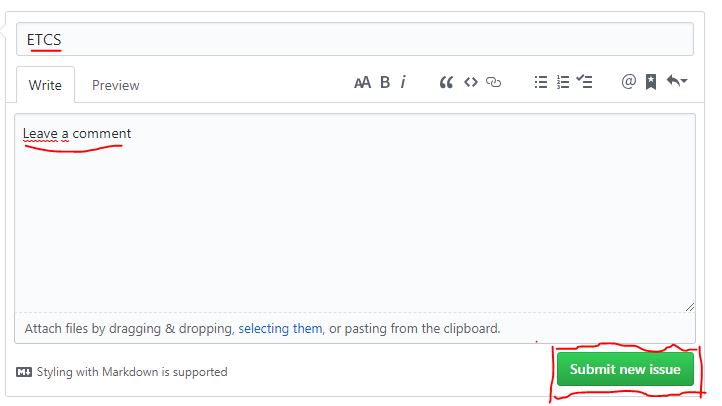 ETCS
Write Preview AA B i
Leave a comment
Attach files by dragging & dropping, selecting them, or pasting from the clipboard.
Styling with Markdown is supported
Submit new issue